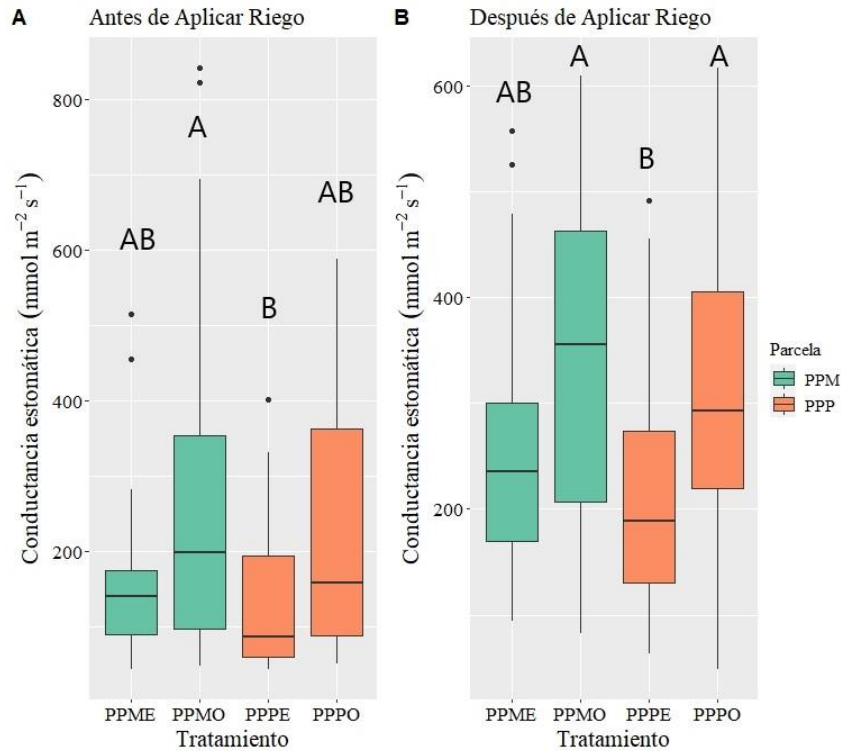 A Antes de Aplicar Riego
Conductancia estomática (mmol m⁻² s⁻¹)
800
600
400
200
AB
A
B
AB
PPME PPMO PPPE PPPO
Tratamiento
B Después de Aplicar Riego
Conductancia estomática (mmol m⁻² s⁻¹)
600
400
200
AB
A
B
A
PPME PPMO PPPE PPPO
Tratamiento
Parcela
PPM
PPP